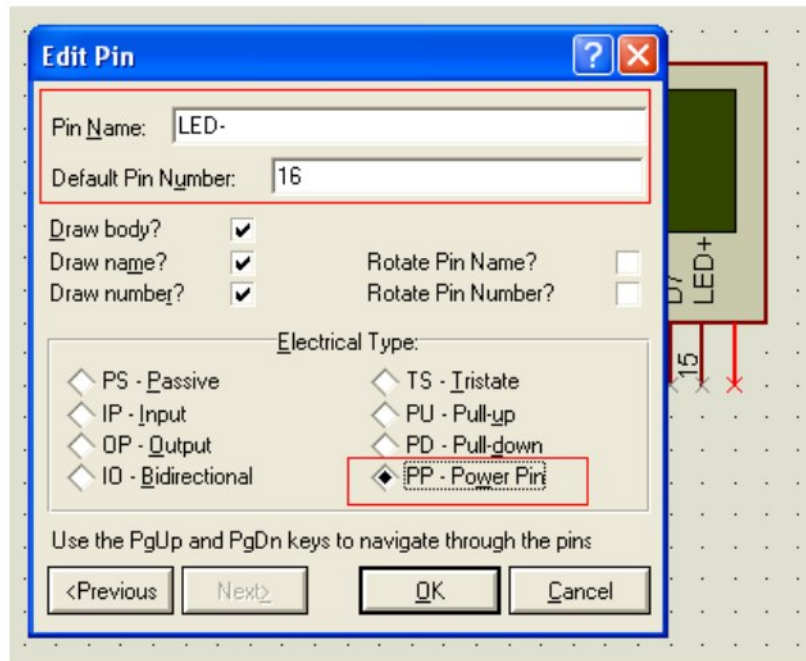 Edit Pin
Pin Name: LED-
Default Pin Number: 16
Draw body?
Draw name? Rotate Pin Name?
Draw number? Rotate Pin Number?
Electrical Type:
PS - Passive TS - Tristate
IP - Input PU - Pull-up
OP - Output PD - Pull-down
IO - Bidirectional PP - Power Pin
Use the PgUp and PgDn keys to navigate through the pins
<Previous Next> OK Cancel
D7
LED+
15